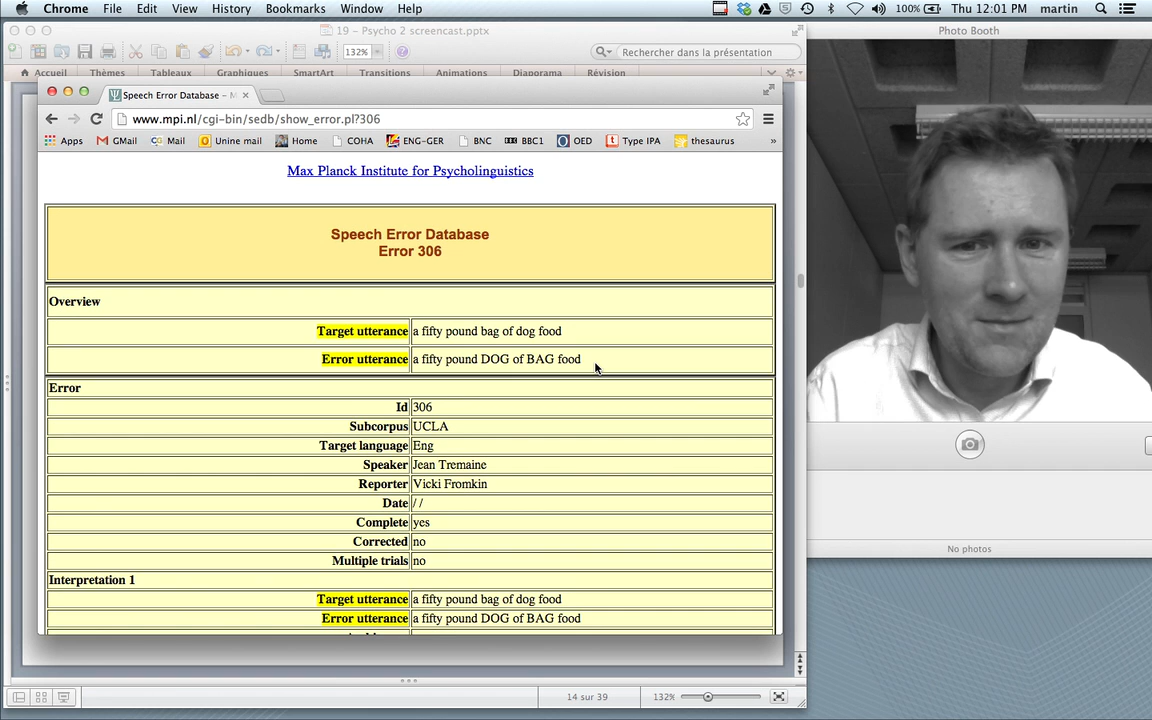 Chrome File Edit View History Bookmarks Window Help 100% Thu 12:01 PM martin
19 – Psycho 2 screencast.pptx
132% Rechercher dans la présentation
Accueil Thèmes Tableaux Graphiques SmartArt Transitions Animations Diaporama Révision
Photo Booth
Speech Error Database – M
www.mpi.nl/cgi-bin/sedb/show_error.pl?306
Apps GMail Mail Unine mail Home COHA ENG-GER BNC BBC1 OED Type IPA thesaurus »
Max Planck Institute for Psycholinguistics
Speech Error Database
Error 306
Overview
Target utterance a fifty pound bag of dog food
Error utterance a fifty pound DOG of BAG food
Error
Id 306
Subcorpus UCLA
Target language Eng
Speaker Jean Tremaine
Reporter Vicki Fromkin
Date / /
Complete yes
Corrected no
Multiple trials no
Interpretation 1
Target utterance a fifty pound bag of dog food
Error utterance a fifty pound DOG of BAG food
No photos
14 sur 39 132%